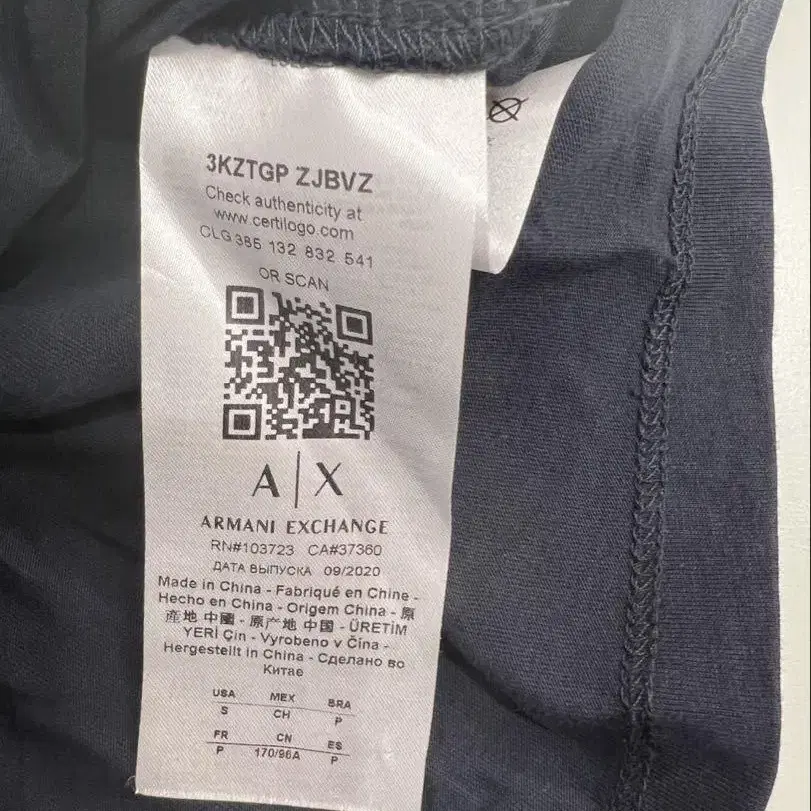 3KZTGP ZJBVZ
Check authenticity at
www.certilogo.com
CLG 385 132 832 541
OR SCAN
A|X
ARMANI EXCHANGE
RN#103723 CA#37360
ДАТА ВЫПУСКА 09/2020
Made in China - Fabriqué en Chine -
Hecho en China - Origem China - 原
產地 中國 - 原产地 中国 - ÜRETİM
YERİ Çin - Vyrobeno v Čína -
Hergestellt in China - Сделано во
Китае
USA MEX BRA
S CH P
FR CN ES
P 170/96A P